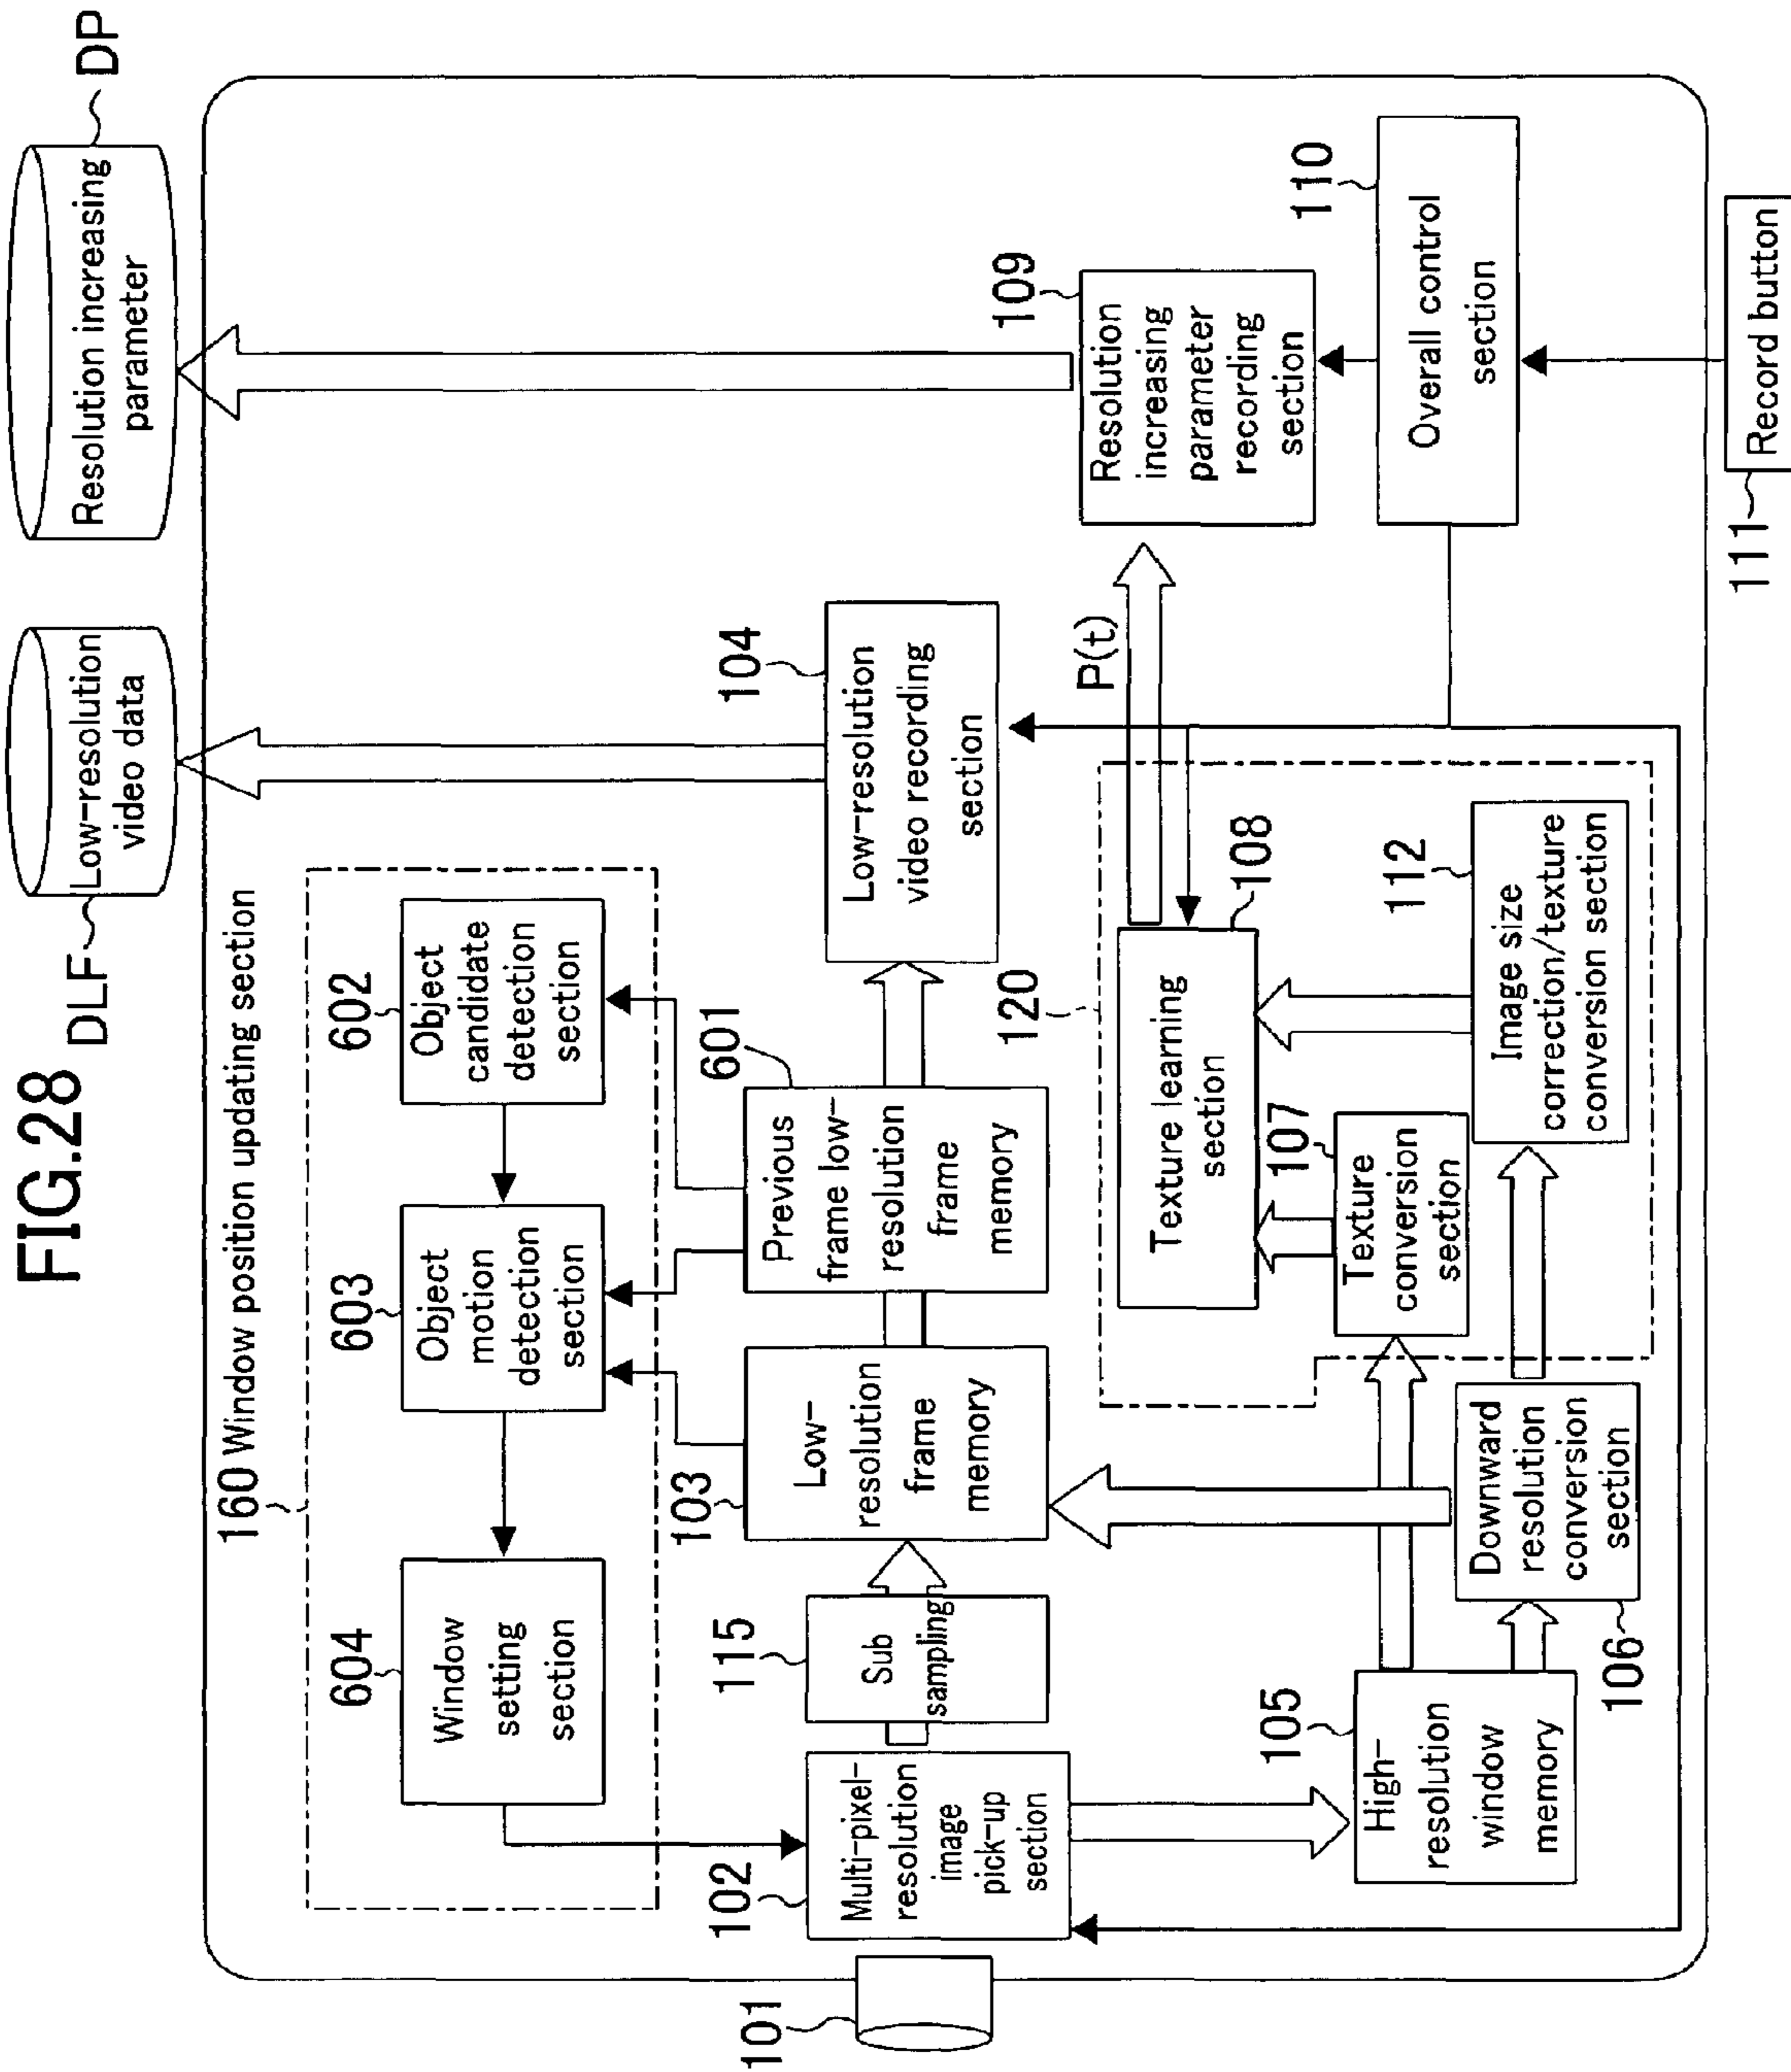 FIG.28
DLF
Low-resolution
video data
Resolution increasing
parameter
DP
160 Window position updating section
604
Window
setting
section
603
Object
motion
detection
section
602
Object
candidate
detection
section
101
102
Multi-pixel-
resolution
image
pick-up
section
115
Sub
sampling
103
Low-
resolution
frame
memory
601
Previous
frame low-
resolution
frame
memory
104
Low-resolution
video recording
section
105
High-
resolution
window
memory
106
Downward
resolution
conversion
section
120
107
Texture
conversion
section
108
Texture learning
section
112
Image size
correction/texture
conversion section
P(t)
109
Resolution
increasing
parameter
recording
section
110
Overall control
section
111
Record button